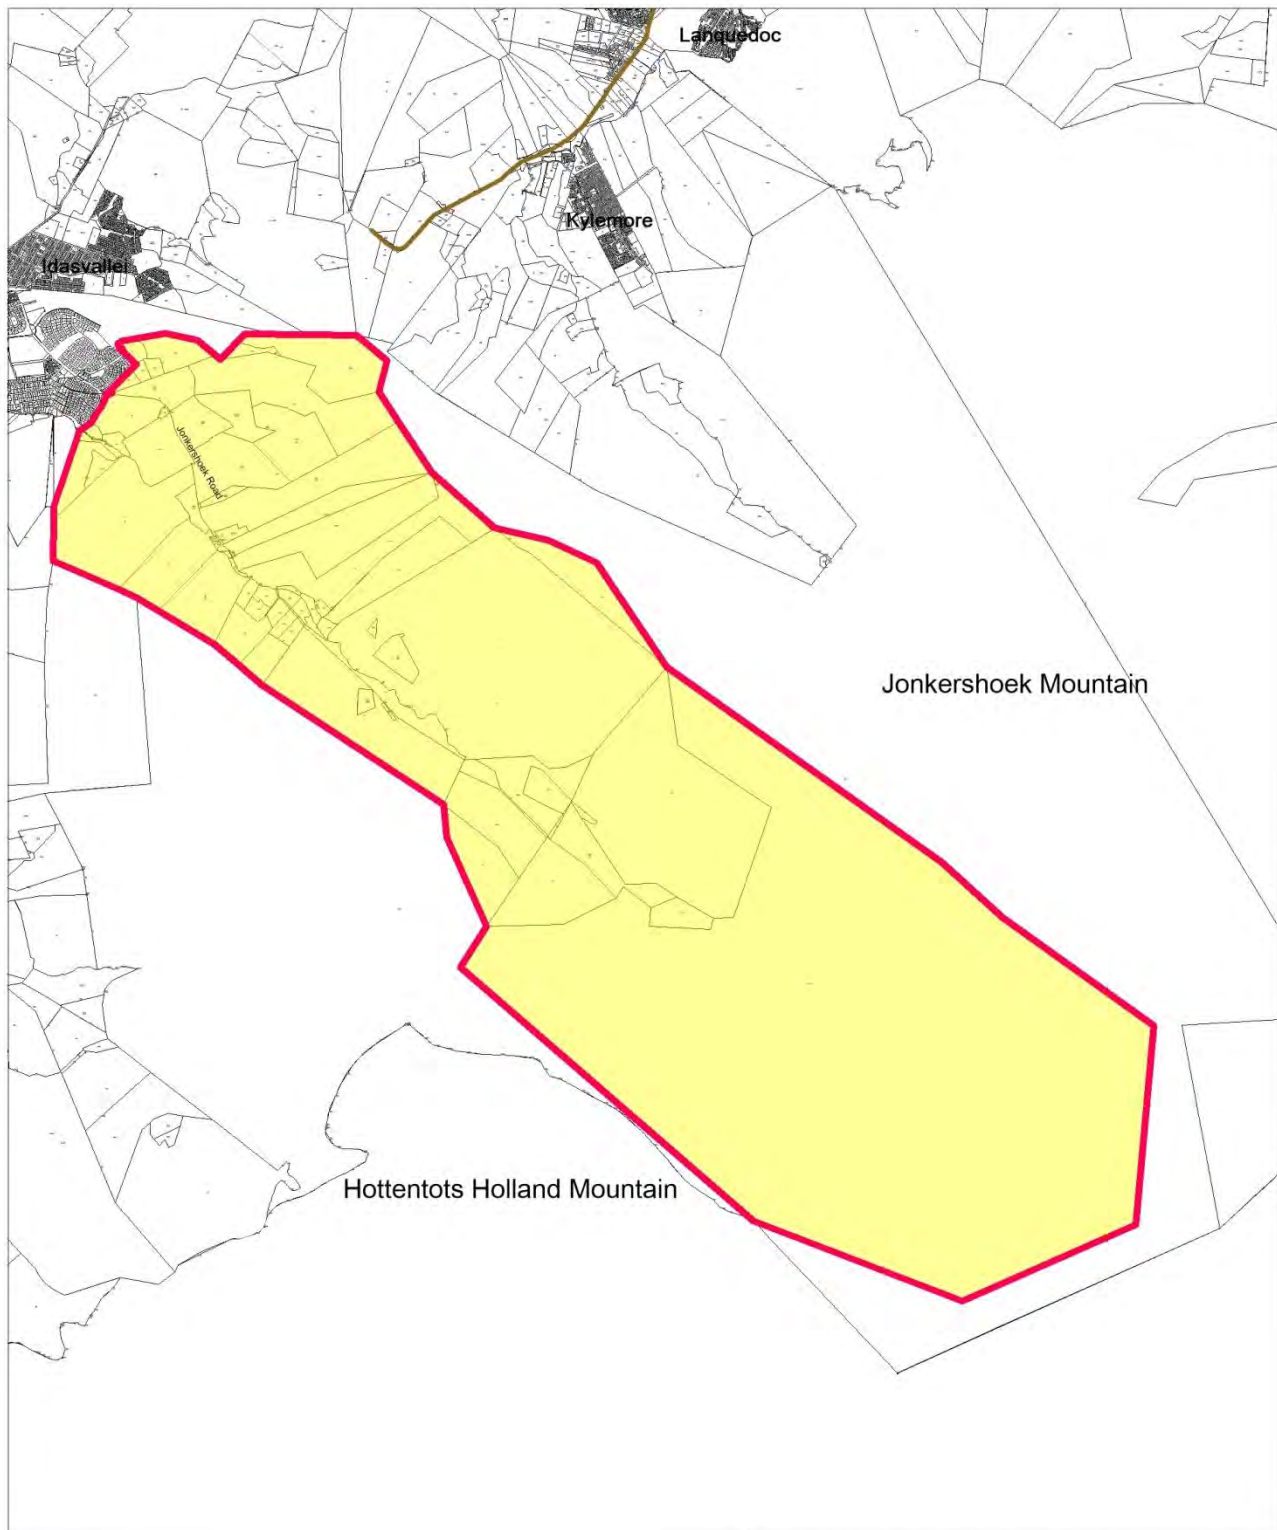 Lanquedoc
Kylemore
Idasvallei
Jonkershoek Road
Jonkershoek Mountain
Hottentots Holland Mountain